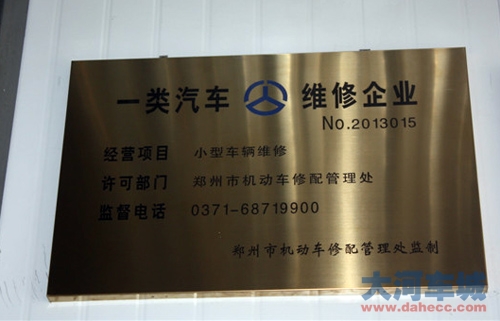 一类汽车 维修企业
No.2013015
经营项目 小型车辆维修
许可部门 郑州市机动车修配管理处
监督电话 0371-68719900
郑州市机动车修配管理处监制
大河车城
www.dahecc.com